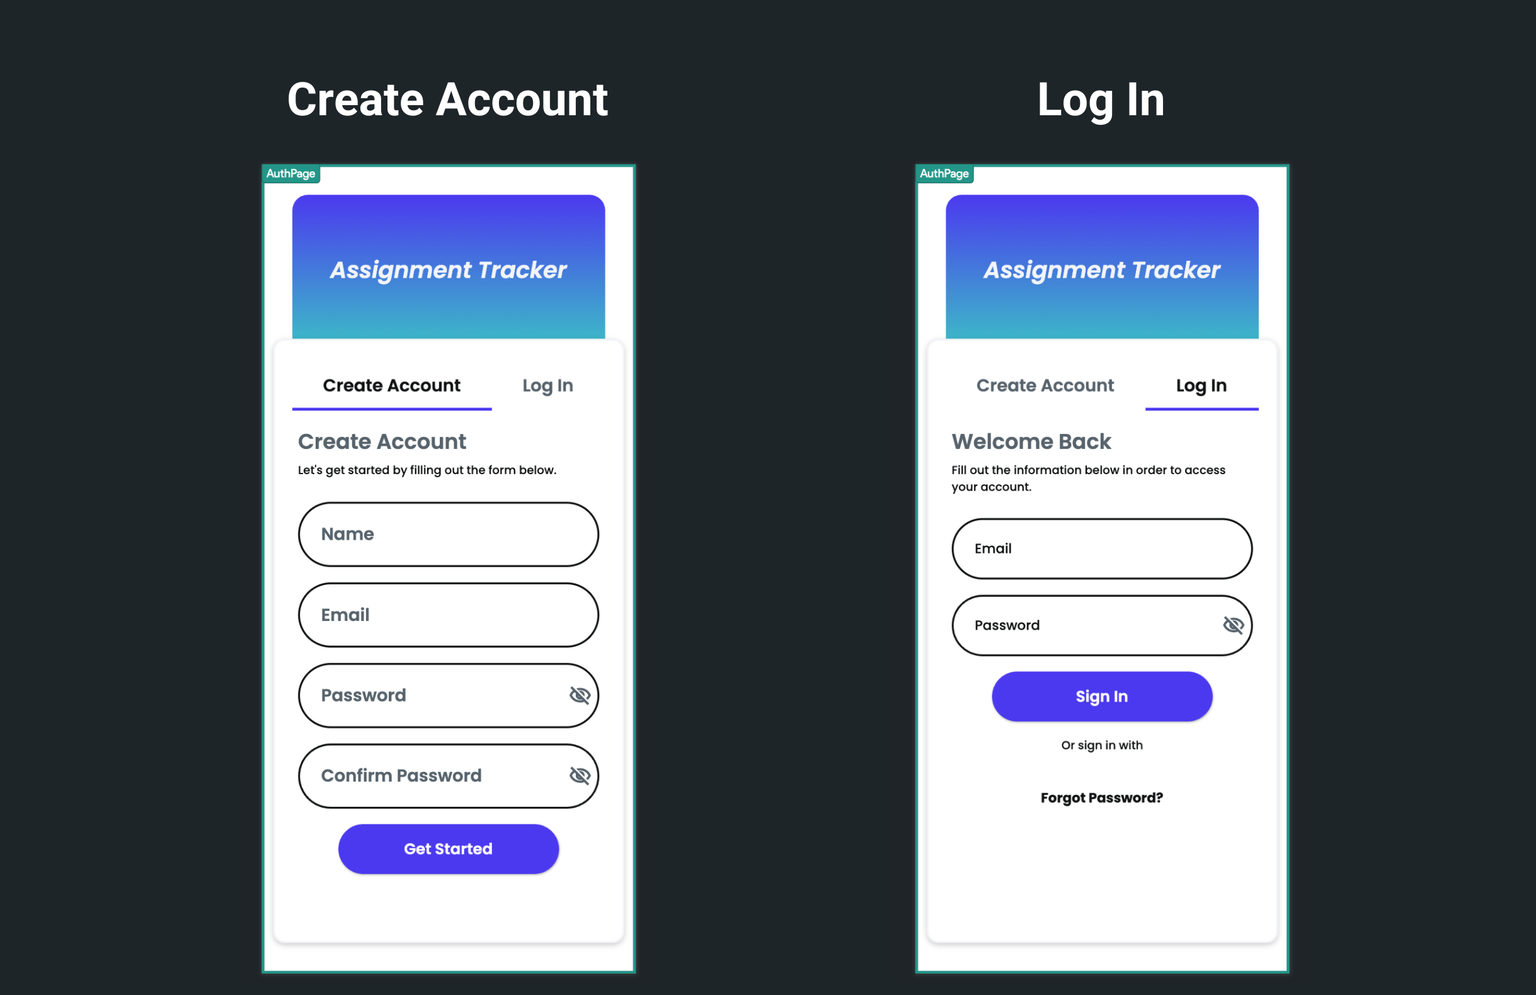 Create Account
AuthPage
Assignment Tracker
Create Account
Log In
Create Account
Let's get started by filling out the form below.
Name
Email
Password
Confirm Password
Get Started
Log In
AuthPage
Assignment Tracker
Create Account
Log In
Welcome Back
Fill out the information below in order to access
your account.
Email
Password
Sign In
Or sign in with
Forgot Password?